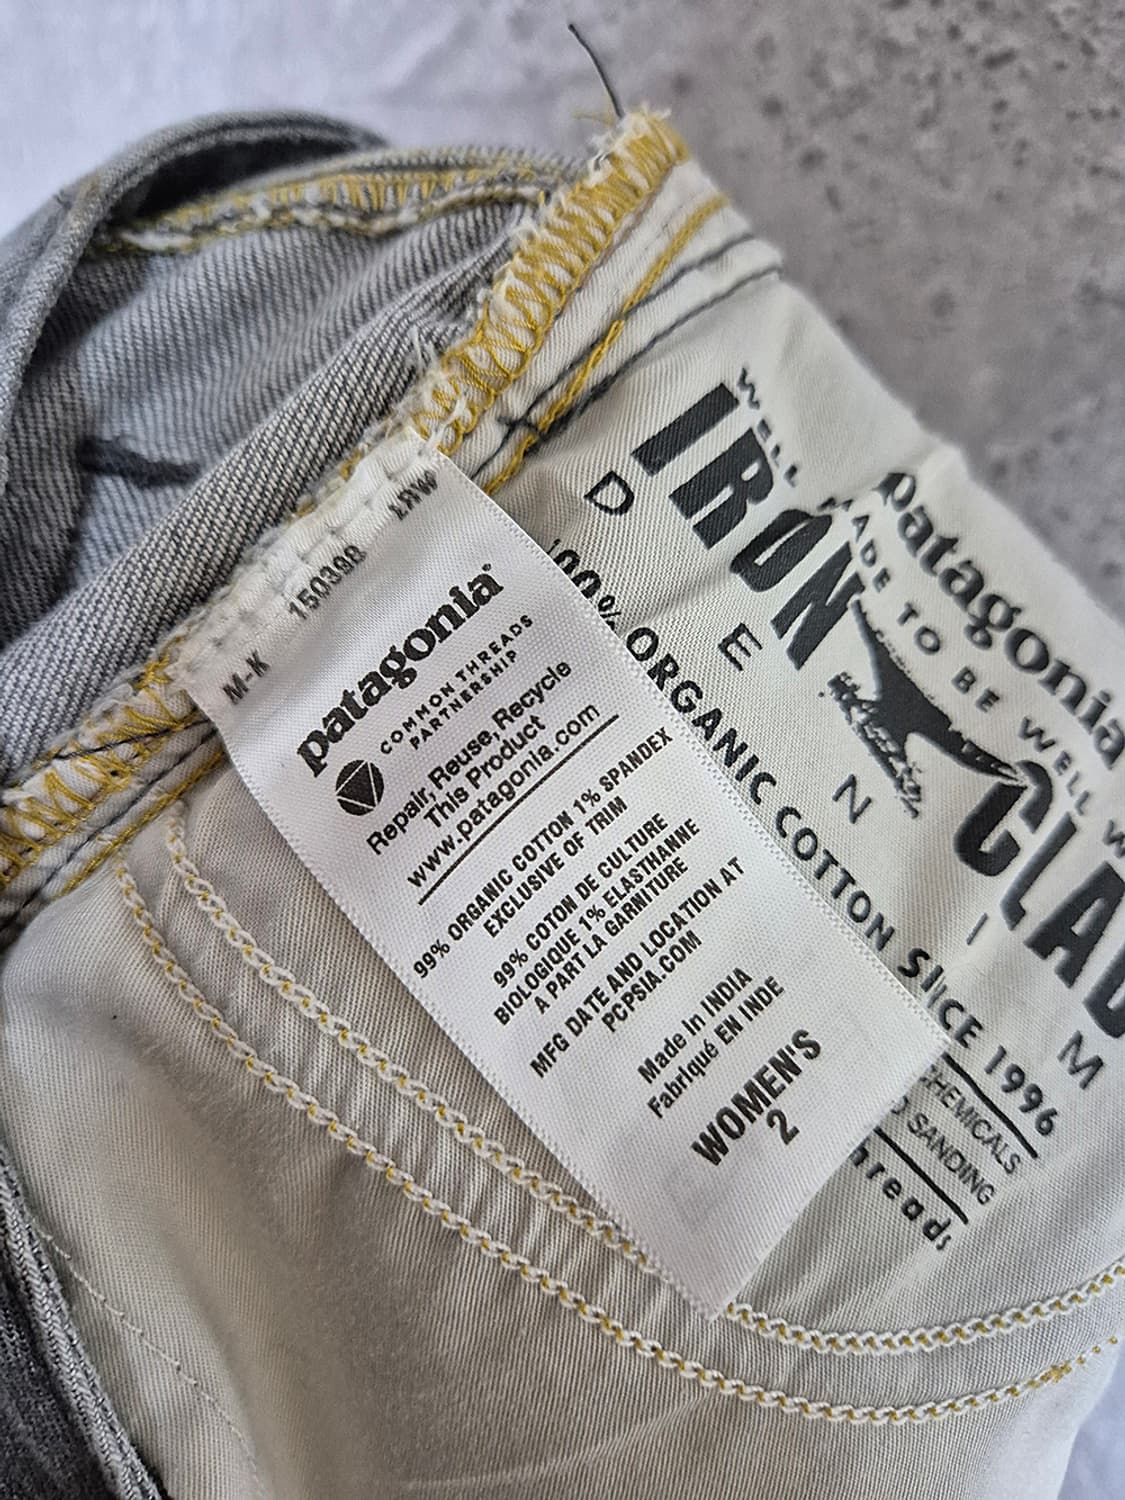 M-K 150398 LRW
patagonia®
COMMON THREADS
PARTNERSHIP
Repair, Reuse, Recycle
This Product
www.patagonia.com
99% ORGANIC COTTON 1% SPANDEX
EXCLUSIVE OF TRIM
99% COTON DE CULTURE
BIOLOGIQUE 1% ELASTHANNE
A PART LA GARNITURE
MFG DATE AND LOCATION AT
PCPSIA.COM
Made in INDIA
Fabriqué EN INDE
WOMEN'S
2
patagonia
WELL MADE TO BE WELL
IRON CLAD
D E N I M
100% ORGANIC COTTON SINCE 1996
CHEMICALS
SANDING